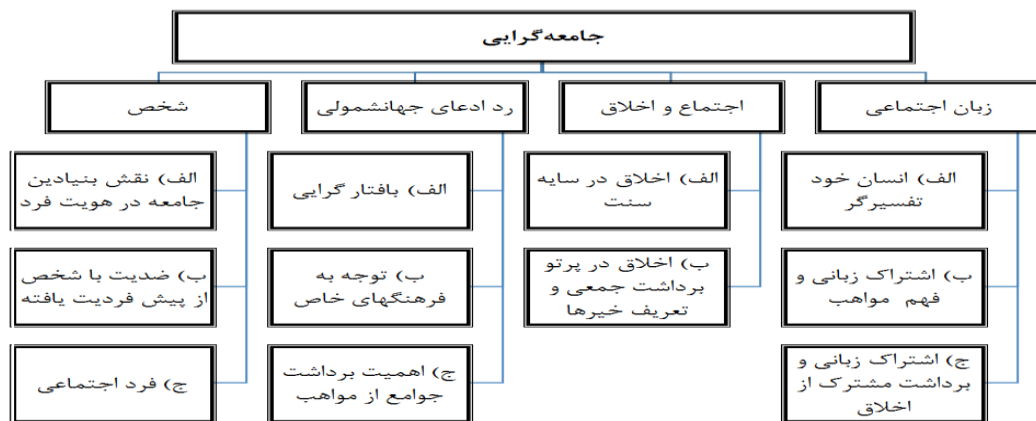 جامعه‌گرایی
زبان اجتماعی
الف) انسان خود
تفسیرگر
ب) اشتراک زبانی و
فهم مواهب
ج) اشتراک زبانی و
برداشت مشترک از
اخلاق
اجتماع و اخلاق
الف) اخلاق در سایه
سنت
ب) اخلاق در پرتو
برداشت جمعی و
تعریف خیرها
رد ادعای جهانشمولی
الف) بافتار گرایی
ب) توجه به
فرهنگهای خاص
ج) اهمیت برداشت
جوامع از مواهب
شخص
الف) نقش بنیادین
جامعه در هویت فرد
ب) ضدیت با شخص
از پیش فردیت یافته
ج) فرد اجتماعی